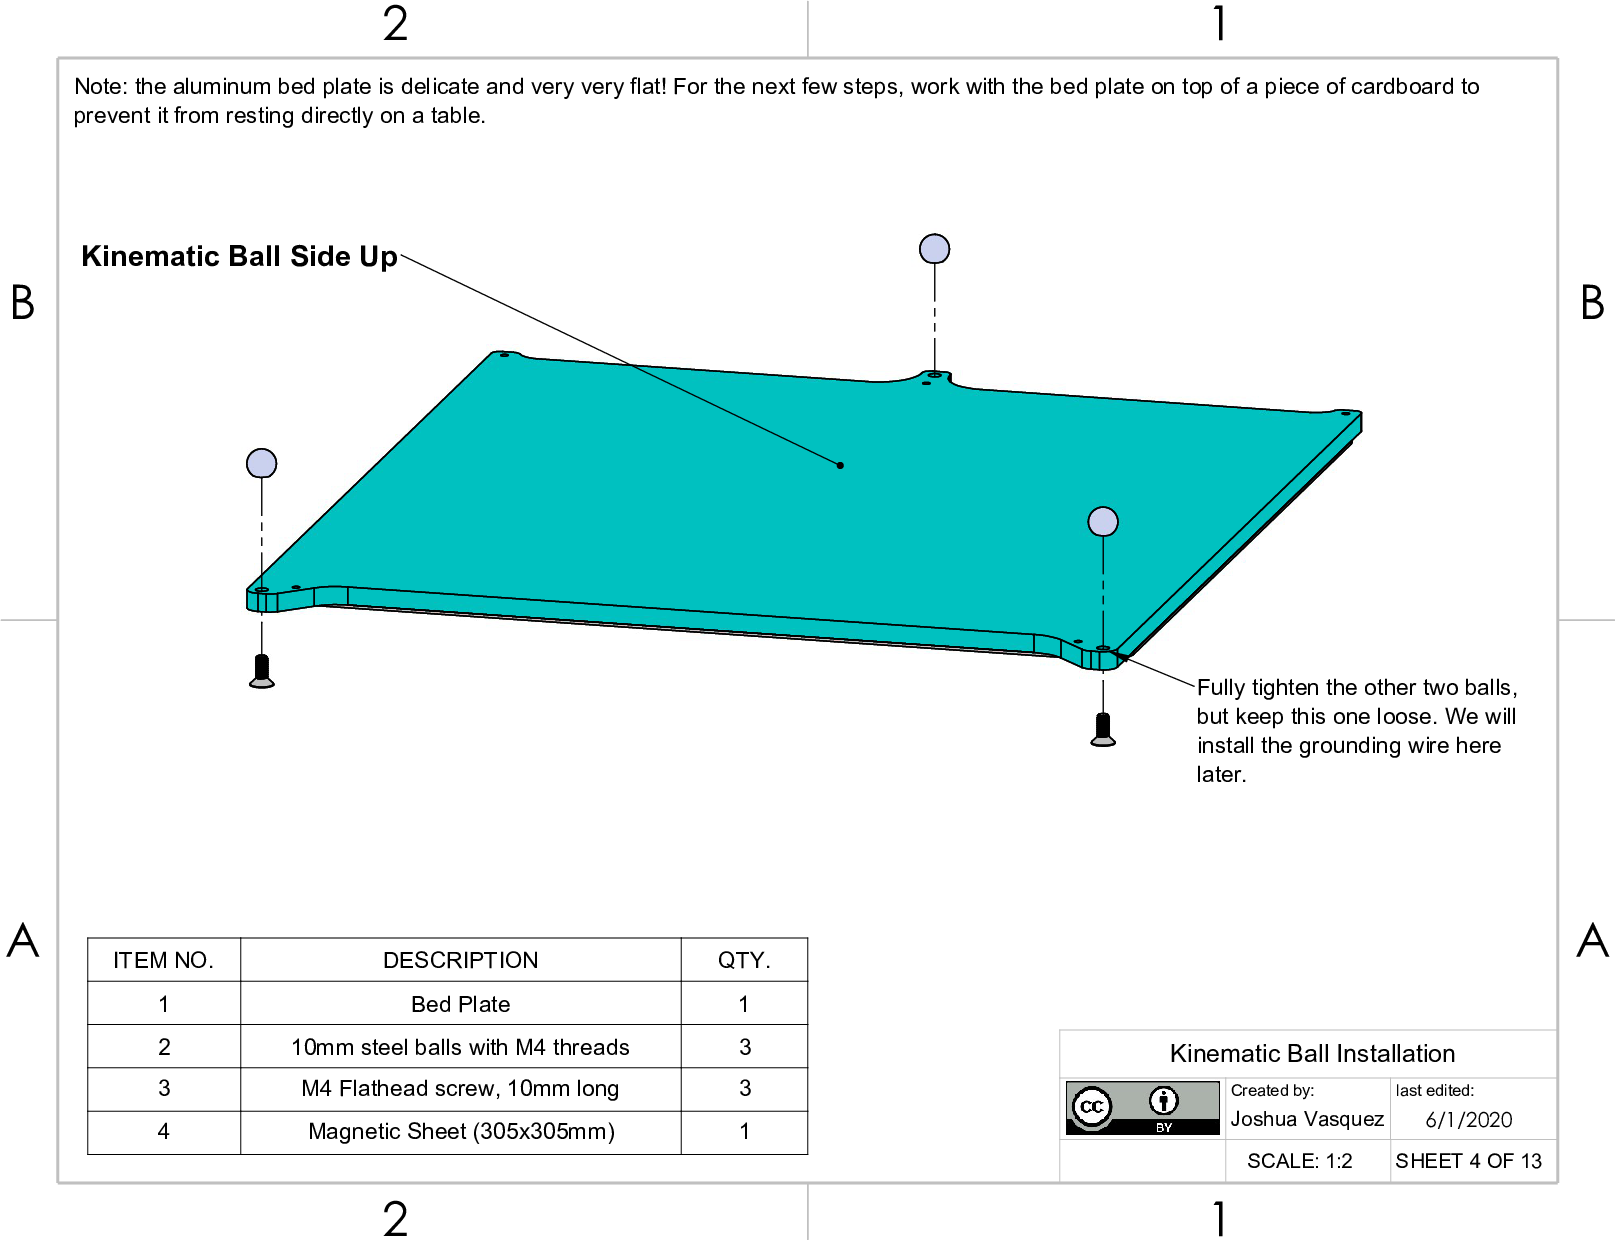 2 1
Note: the aluminum bed plate is delicate and very very flat! For the next few steps, work with the bed plate on top of a piece of cardboard to
prevent it from resting directly on a table.
Kinematic Ball Side Up
B B
Fully tighten the other two balls,
but keep this one loose. We will
install the grounding wire here
later.
A A
ITEM NO. DESCRIPTION QTY.
1 Bed Plate 1
2 10mm steel balls with M4 threads 3
3 M4 Flathead screw, 10mm long 3
4 Magnetic Sheet (305x305mm) 1
Kinematic Ball Installation
Created by: last edited:
cc BY Joshua Vasquez 6/1/2020
SCALE: 1:2 SHEET 4 OF 13
2 1